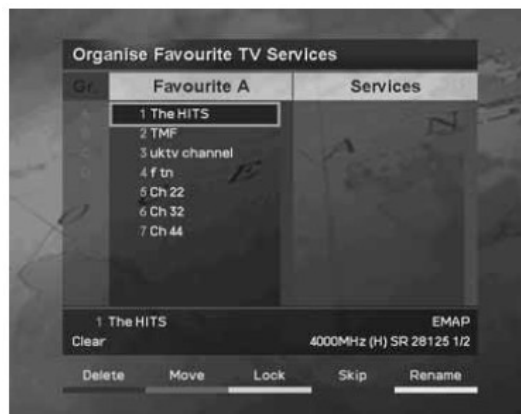 Organise Favourite TV Services
Gr. Favourite A Services
1 The HITS
2 TMF
3 uktv channel
4 f tn
5 Ch 22
6 Ch 32
7 Ch 44
1 The HITS EMAP
Clear 4000MHz (H) SR 28125 1/2
Delete Move Lock Skip Rename